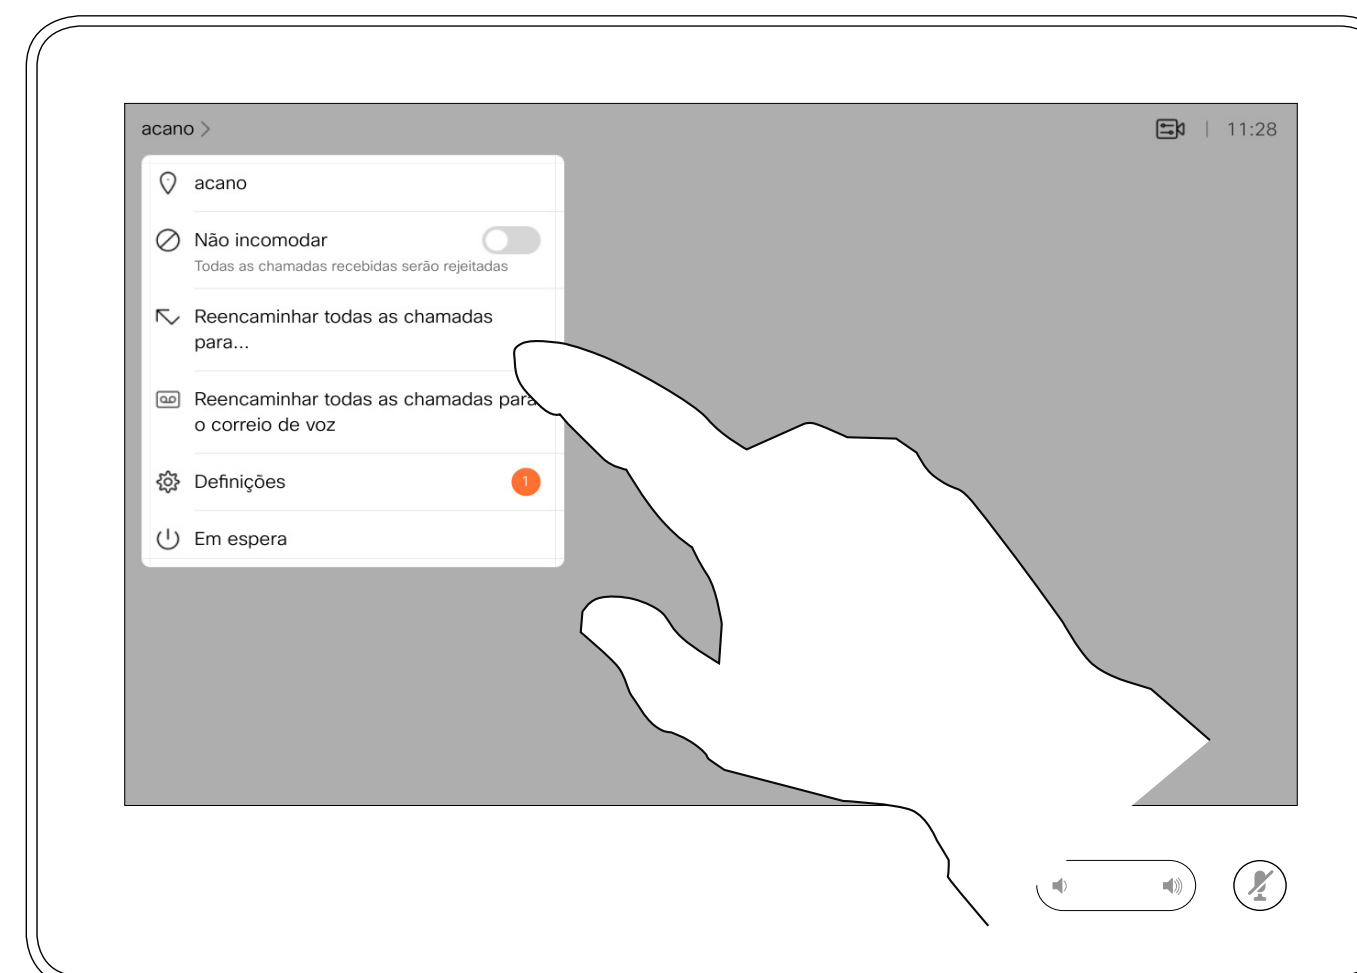 acano
11:28
acano
Não incomodar
Todas as chamadas recebidas serão rejeitadas
Reencaminhar todas as chamadas
para...
Reencaminhar todas as chamadas para
o correio de voz
Definições
1
Em espera